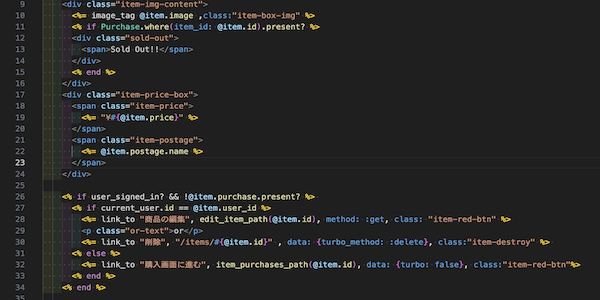 9 <div class="item-img-content">
10 <%= image_tag @item.image ,class:"item-box-img" %>
11 <% if Purchase.where(item_id: @item.id).present? %>
12 <div class="sold-out">
13 <span>Sold Out!!</span>
14 </div>
15 <% end %>
16 </div>
17 <div class="item-price-box">
18 <span class="item-price">
19 <%= "¥#{@item.price}" %>
20 </span>
21 <span class="item-postage">
22 <%= @item.postage.name %>
23 </span>
24 </div>
25
26 <% if user_signed_in? && !@item.purchase.present? %>
27 <% if current_user.id == @item.user_id %>
28 <%= link_to "商品の編集", edit_item_path(@item.id), method: :get, class: "item-red-btn" %>
29 <p class="or-text">or</p>
30 <%= link_to "削除", "/items/#{@item.id}" , data: {turbo_method: :delete}, class:"item-destroy" %>
31 <% else %>
32 <%= link_to "購入画面に進む", item_purchases_path(@item.id), data: {turbo: false}, class:"item-red-btn"%>
33 <% end %>
34 <% end %>
35